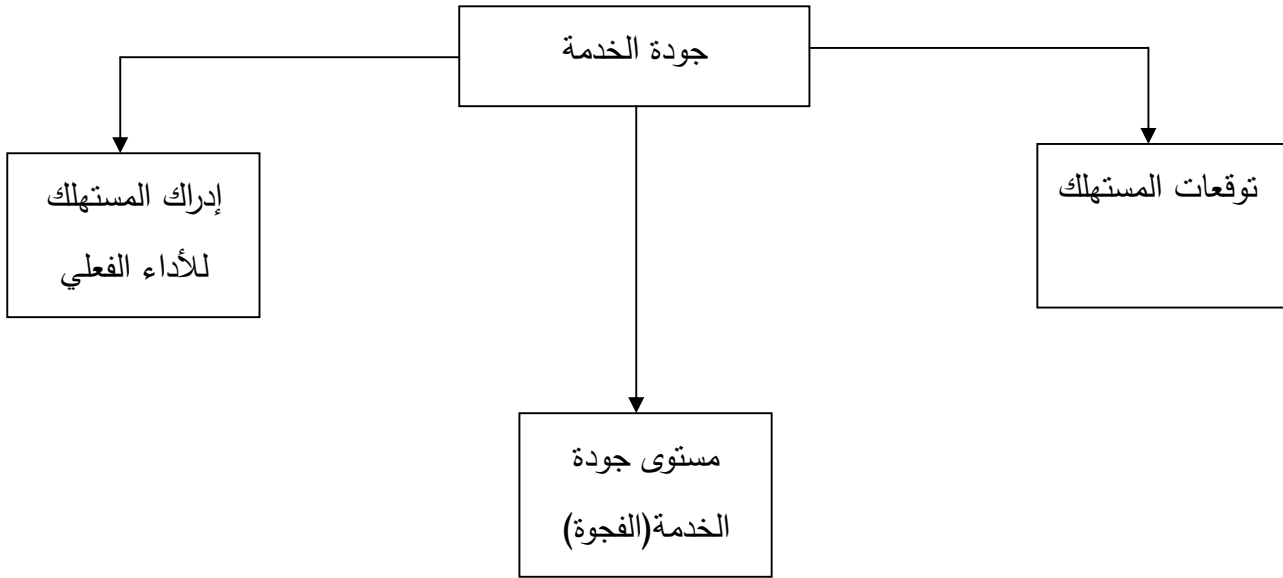 جودة الخدمة
توقعات المستهلك
إدراك المستهلك
للأداء الفعلي
مستوى جودة
الخدمة(الفجوة)